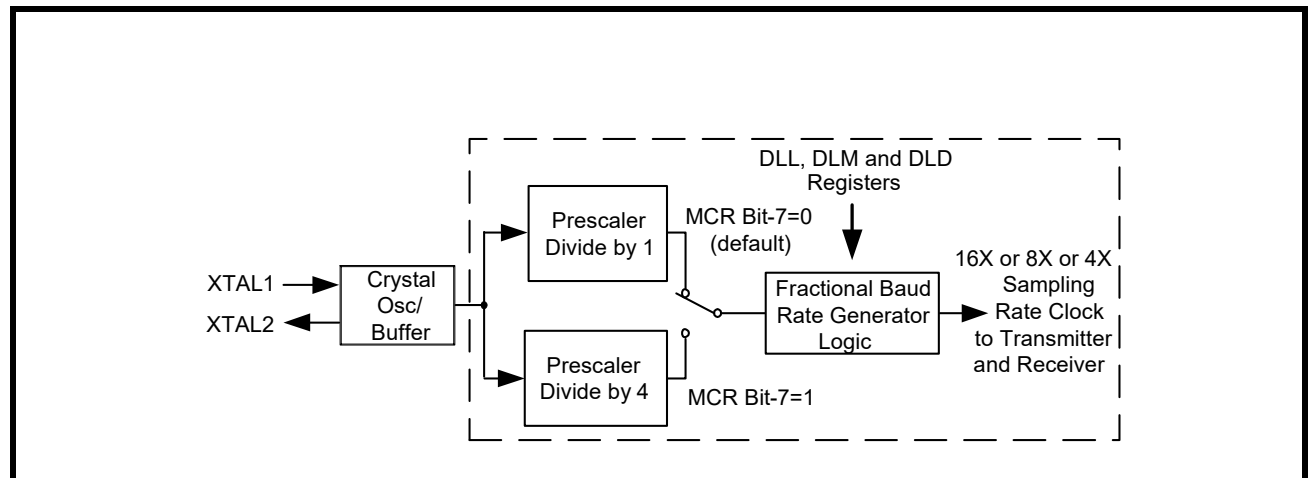 DLL, DLM and DLD
Registers
Prescaler
Divide by 1
MCR Bit-7=0
(default)
16X or 8X or 4X
Sampling
Rate Clock
to Transmitter
and Receiver
XTAL1
XTAL2
Crystal
Osc/
Buffer
Fractional Baud
Rate Generator
Logic
Prescaler
Divide by 4
MCR Bit-7=1